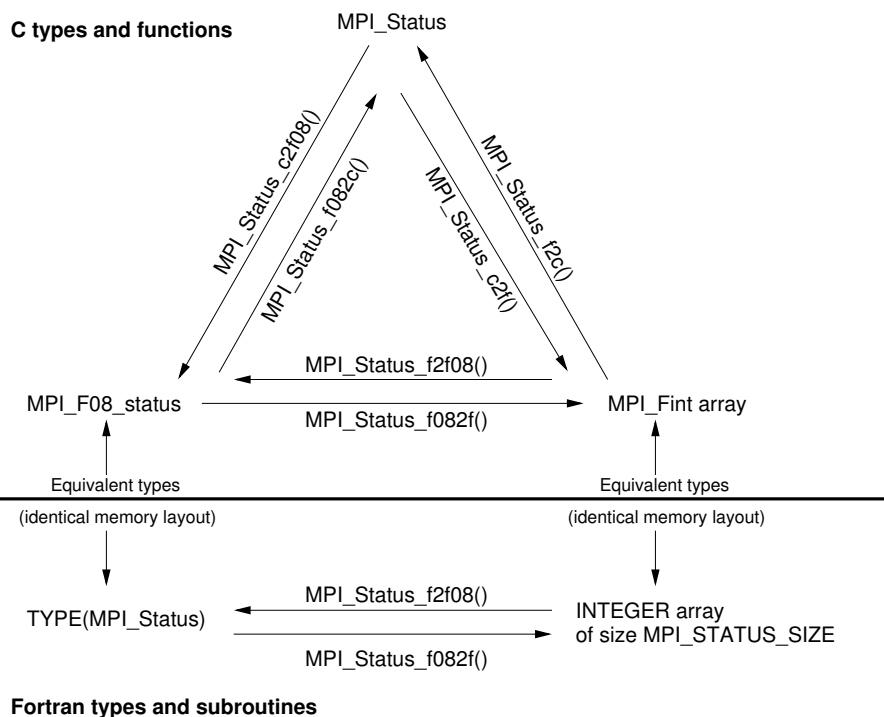 C types and functions
MPI_Status
MPI_Status_c2f08()
MPI_Status_f082c()
MPI_Status_c2f()
MPI_Status_f2c()
MPI_Status_f2f08()
MPI_F08_status
MPI_Fint array
MPI_Status_f082f()
Equivalent types
Equivalent types
(identical memory layout)
(identical memory layout)
MPI_Status_f2f08()
TYPE(MPI_Status)
INTEGER array
of size MPI_STATUS_SIZE
MPI_Status_f082f()
Fortran types and subroutines